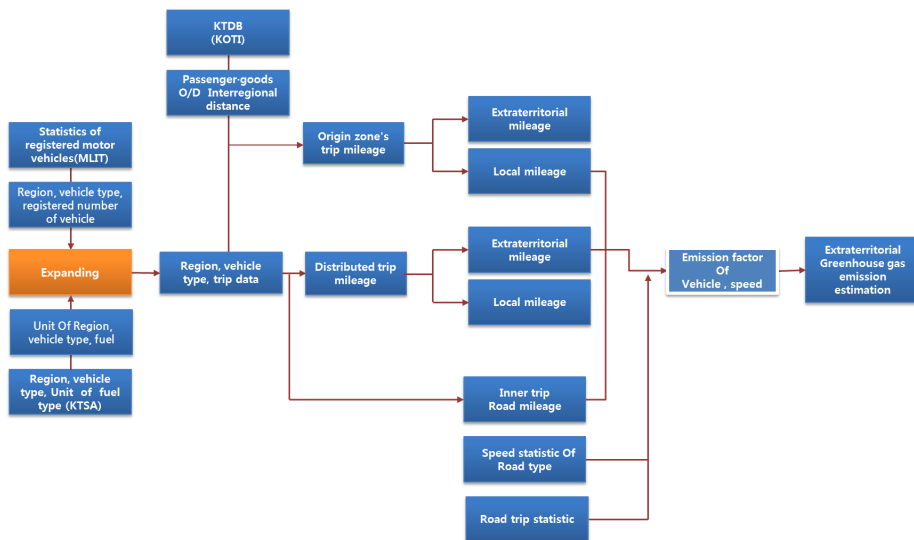 KTDB
(KOTI)
Passenger·goods
O/D Interregional
distance
Statistics of
registered motor
vehicles(MLIT)
Region, vehicle type,
registered number
of vehicle
Expanding
Unit Of Region,
vehicle type, fuel
Region, vehicle
type, Unit of fuel
type (KTSA)
Region, vehicle
type, trip data
Origin zone's
trip mileage
Distributed trip
mileage
Extraterritorial
mileage
Local mileage
Extraterritorial
mileage
Local mileage
Inner trip
Road mileage
Speed statistic Of
Road type
Road trip statistic
Emission factor
Of
Vehicle , speed
Extraterritorial
Greenhouse gas
emission
estimation